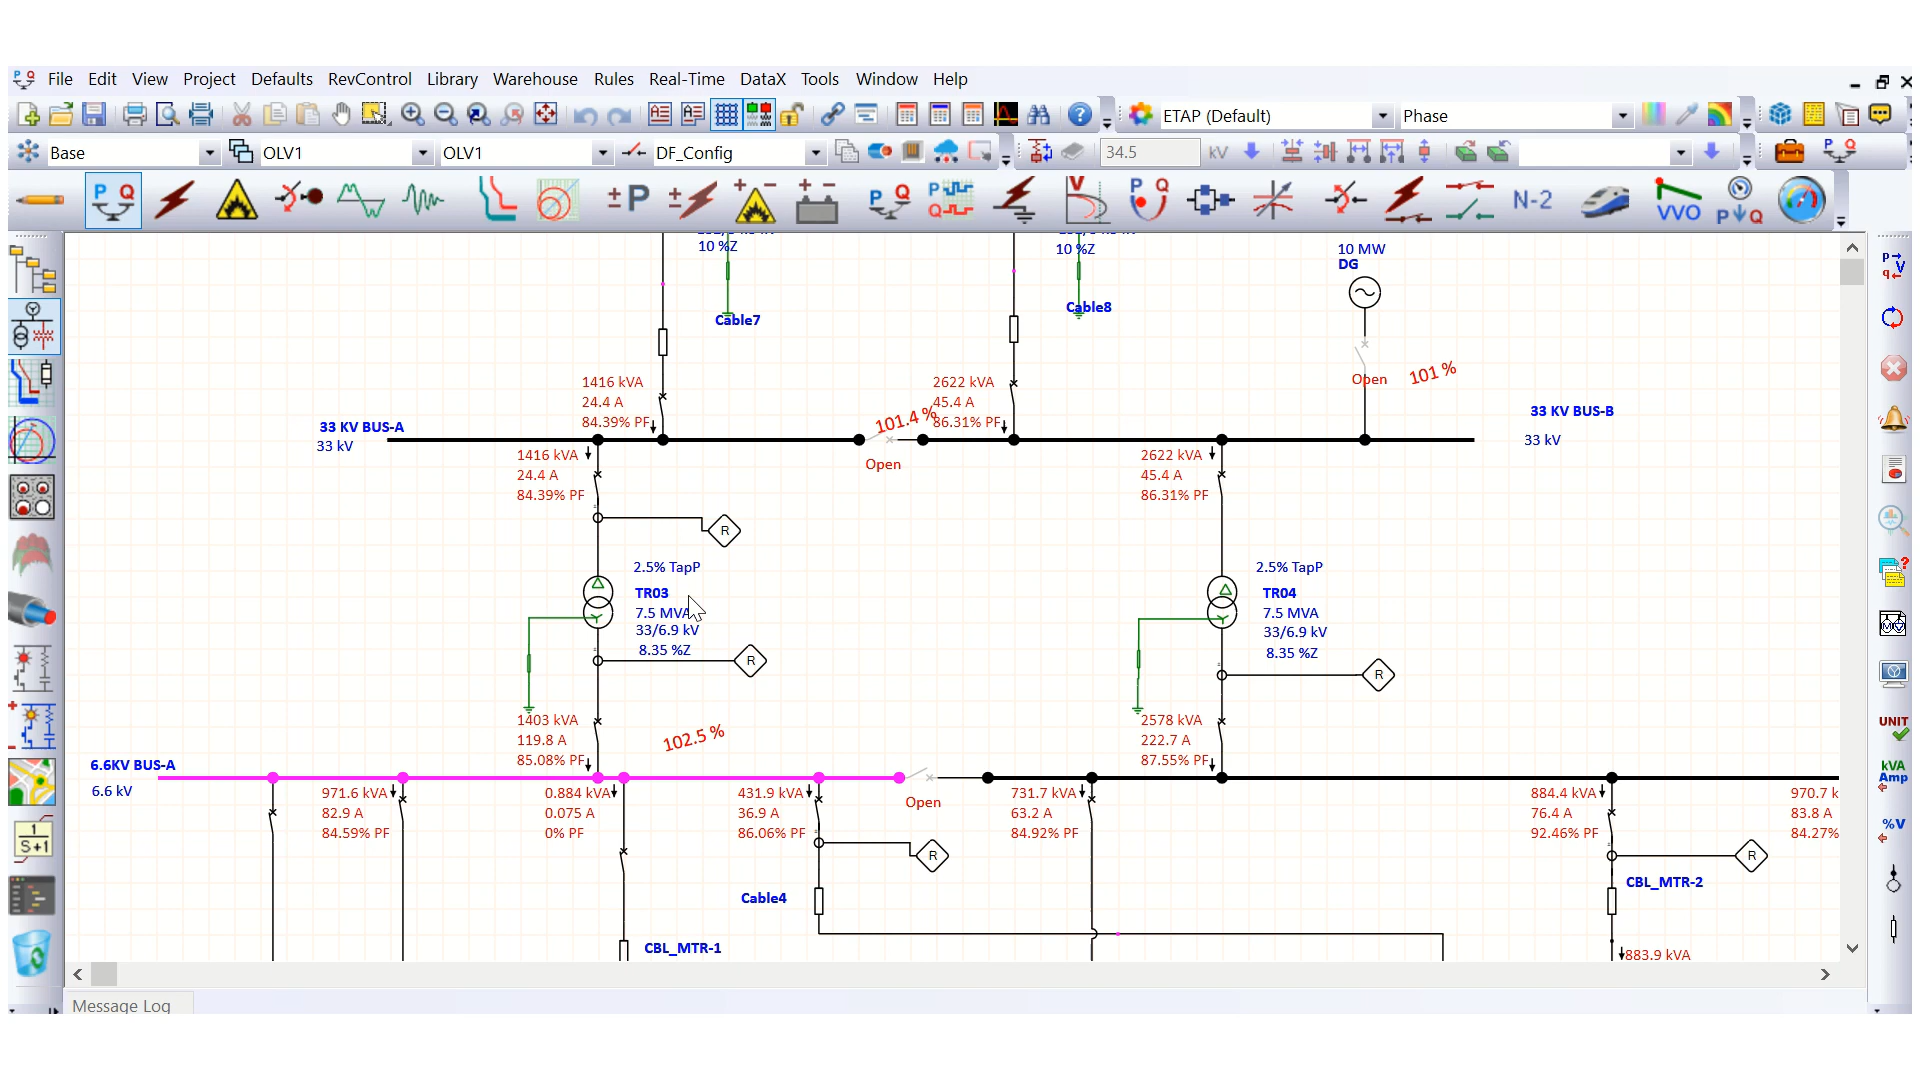 File Edit View Project Defaults RevControl Library Warehouse Rules Real-Time DataX Tools Window Help
ETAP (Default) Phase
Base OLV1 OLV1 DF_Config 34.5 kV
P Q ± P P Q P Q V P Q N-2 VVO P Q
10 %Z
10 %Z
10 MW
DG
Cable7
Cable8
Open
101 %
1416 kVA
24.4 A
84.39% PF
2622 kVA
45.4 A
86.31% PF
101.4 %
Open
33 KV BUS-A
33 kV
33 KV BUS-B
33 kV
1416 kVA
24.4 A
84.39% PF
2622 kVA
45.4 A
86.31% PF
R
2.5% TapP
TR03
7.5 MVA
33/6.9 kV
8.35 %Z
R
2.5% TapP
TR04
7.5 MVA
33/6.9 kV
8.35 %Z
R
1403 kVA
119.8 A
85.08% PF
102.5 %
2578 kVA
222.7 A
87.55% PF
6.6KV BUS-A
6.6 kV
Open
971.6 kVA
82.9 A
84.59% PF
0.884 kVA
0.075 A
0% PF
431.9 kVA
36.9 A
86.06% PF
731.7 kVA
63.2 A
84.92% PF
884.4 kVA
76.4 A
92.46% PF
970.7 k
83.8 A
84.27%
R
R
Cable4
CBL_MTR-1
CBL_MTR-2
883.9 kVA
1
S+1
P
q
V
UNIT
kVA
Amp
%V
Message Log